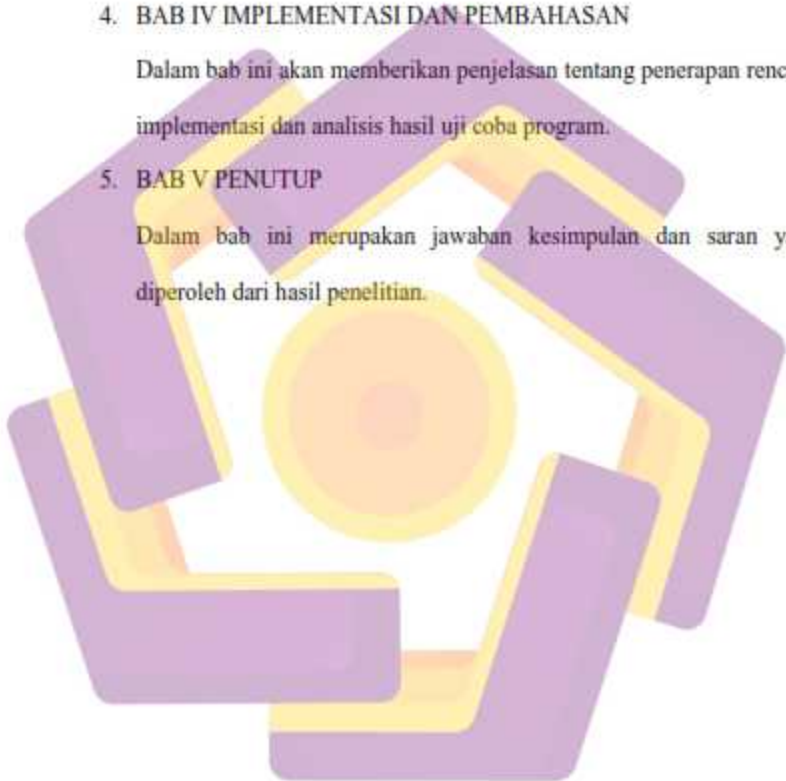 4. BAB IV IMPLEMENTASI DAN PEMBAHASAN
Dalam bab ini akan memberikan penjelasan tentang penerapan renc
implementasi dan analisis hasil uji coba program.
5. BAB V PENUTUP
Dalam bab ini merupakan jawaban kesimpulan dan saran y
diperoleh dari hasil penelitian.